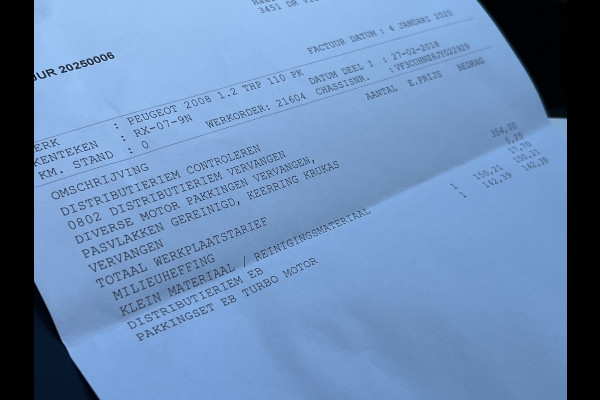 3451 DR
UUR 20250006
FACTUUR DATUM : 4 JANUARI 2025
ERK : PEUGEOT 2008 1.2 THP 110 PK DATUM DEEL I : 27-02-2018
KENTEKEN : RX-07-9N WERKORDER: 21604 CHASSISNR. :
KM. STAND : 0
OMSCHRIJVING AANTAL E.PRIJS BEDRAG
DISTRIBUTIERIEM CONTROLEREN
0802 DISTRIBUTIERIEM VERVANGEN
DIVERSE MOTOR PAKKINGEN VERVANGEN,
PASVLAKKEN GEREINIGD, KEERRING KRUKAS
VERVANGEN
TOTAAL WERKPLAATSTARIEF
MILIEUHEFFING
KLEIN MATERIAAL / REINIGINGSMATERIAAL
DISTRIBUTIERIEM EB 1 150,21 150,21
PAKKINGSET EB TURBO MOTOR 1 142,39 142,39